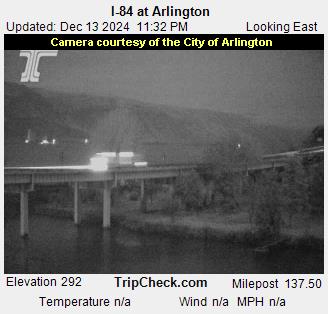 I-84 at Arlington
Updated: Dec 13 2024 11:32 PM Looking East
Camera courtesy of the City of Arlington
Elevation 292 TripCheck.com Milepost 137.50
Temperature n/a Wind n/a MPH n/a